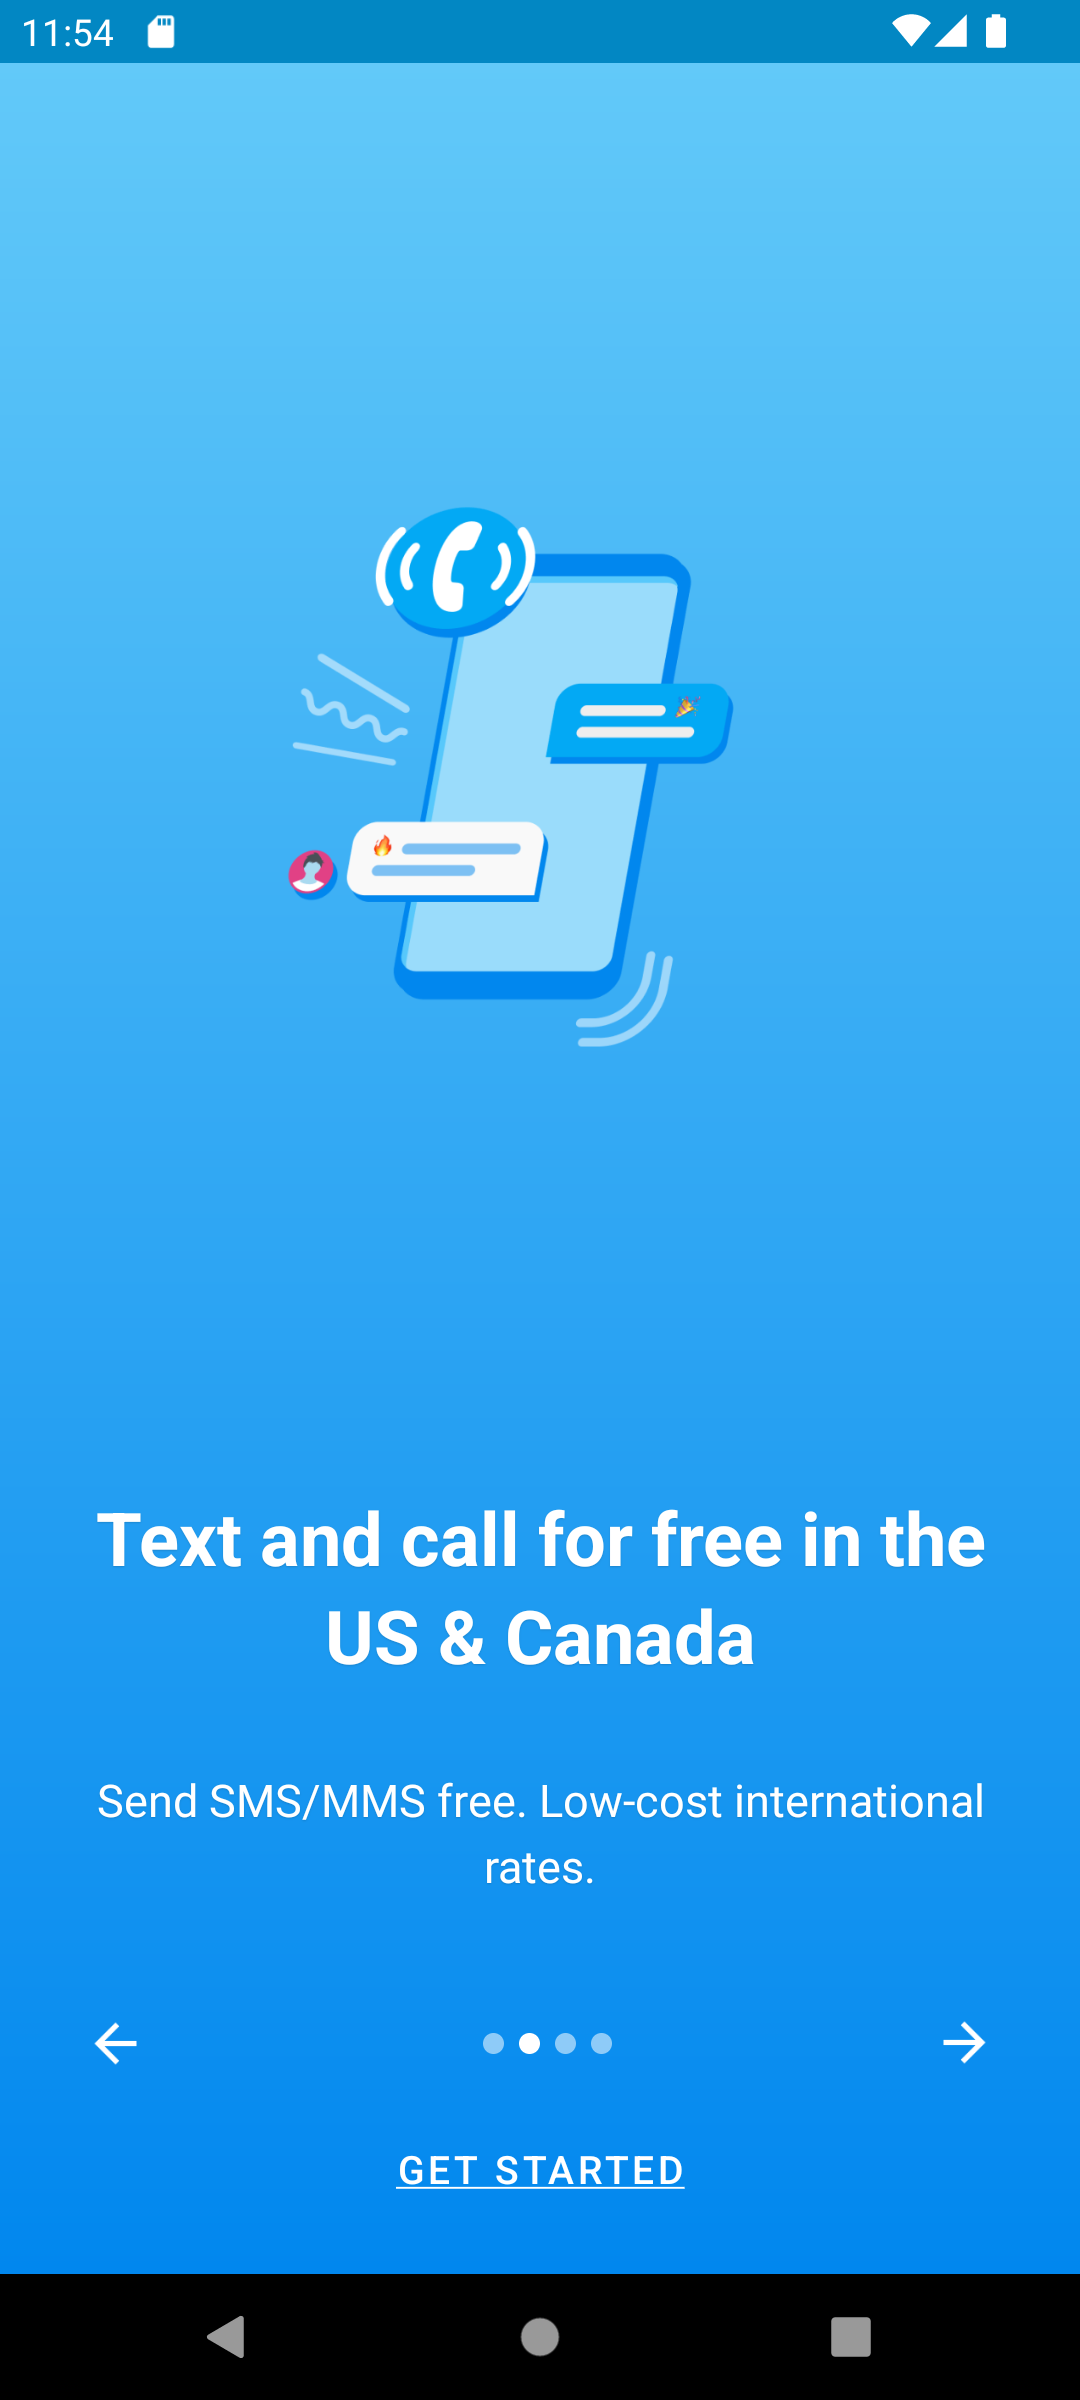 11:54
Text and call for free in the
US & Canada
Send SMS/MMS free. Low-cost international
rates.
GET STARTED